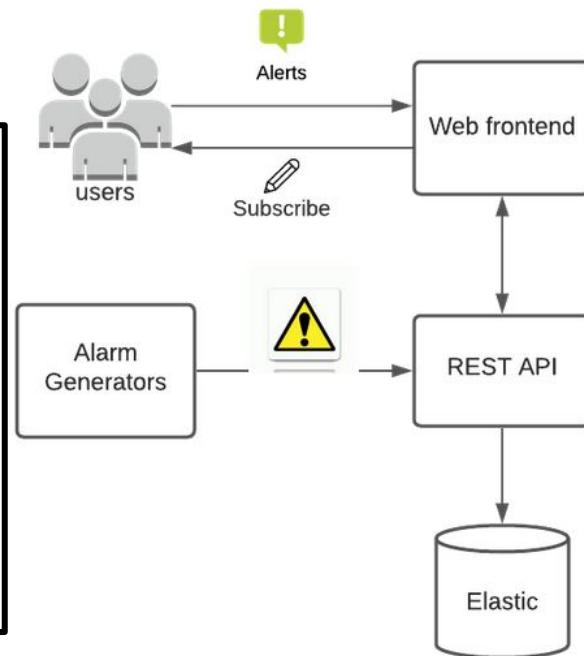 Alerts
Web frontend
users
Subscribe
Alarm
Generators
REST API
Elastic